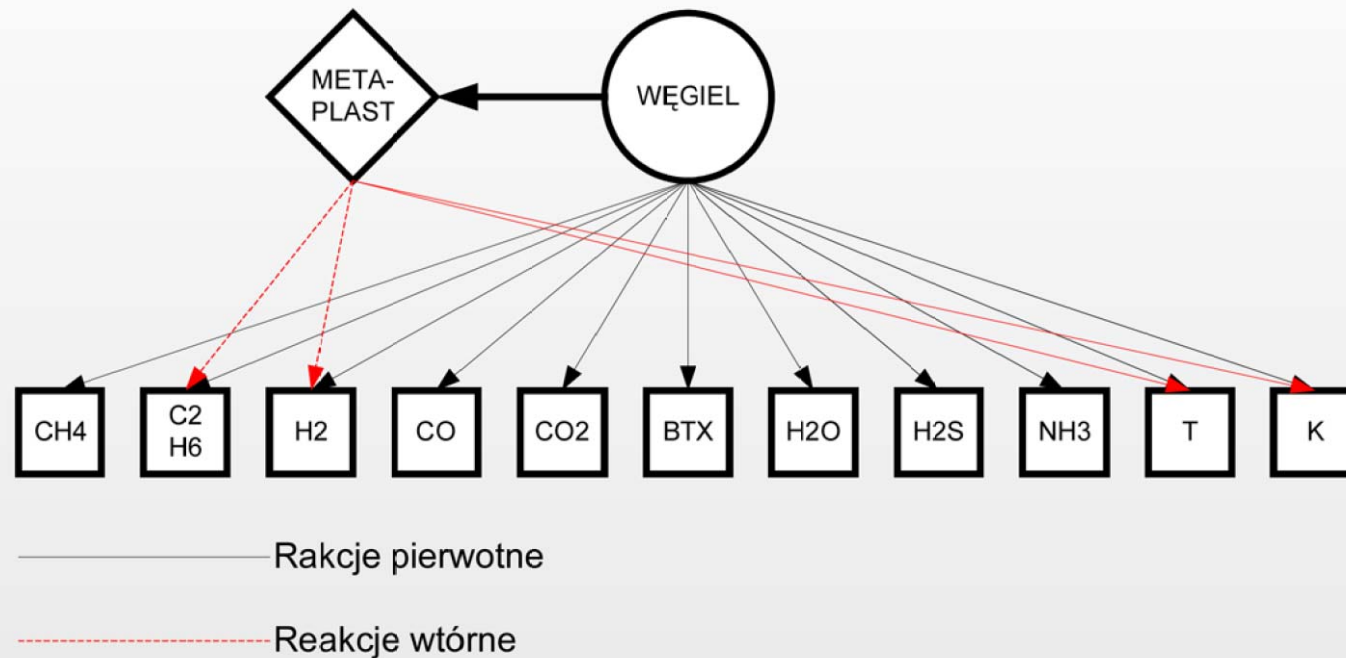 META-
PLAST
WĘGIEL
CH4
C2
H6
H2
CO
CO2
BTX
H2O
H2S
NH3
T
K
Rakcje pierwotne
Reakcje wtórne